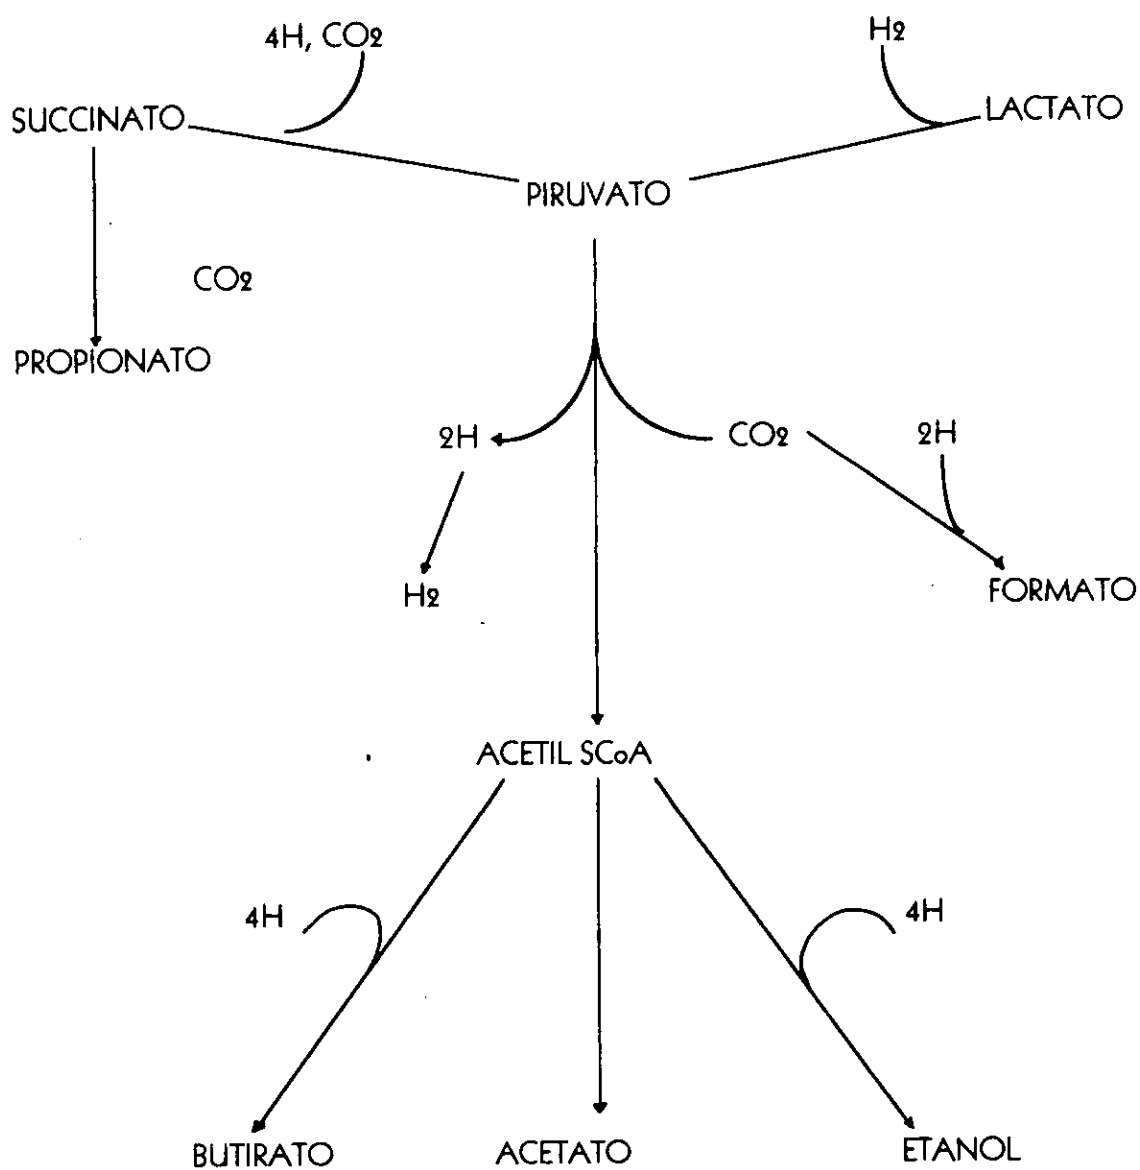 4H, CO2
H2
SUCCINATO
LACTATO
PIRUVATO
CO2
PROPIONATO
2H
CO2
2H
H2
FORMATO
ACETIL SCoA
4H
4H
BUTIRATO
ACETATO
ETANOL